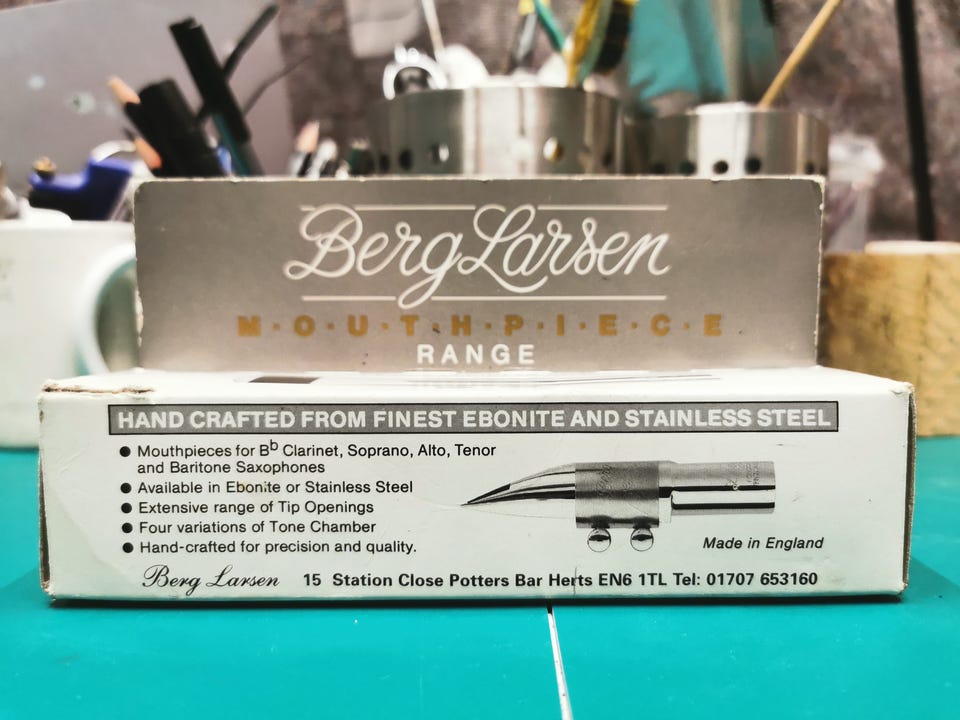 Berg Larsen
M·O·U·T·H·P·I·E·C·E
RANGE
HAND CRAFTED FROM FINEST EBONITE AND STAINLESS STEEL
● Mouthpieces for Bb Clarinet, Soprano, Alto, Tenor
and Baritone Saxophones
● Available in Ebonite or Stainless Steel
● Extensive range of Tip Openings
● Four variations of Tone Chamber
● Hand-crafted for precision and quality.
Made in England
Berg Larsen 15 Station Close Potters Bar Herts EN6 1TL Tel: 01707 653160